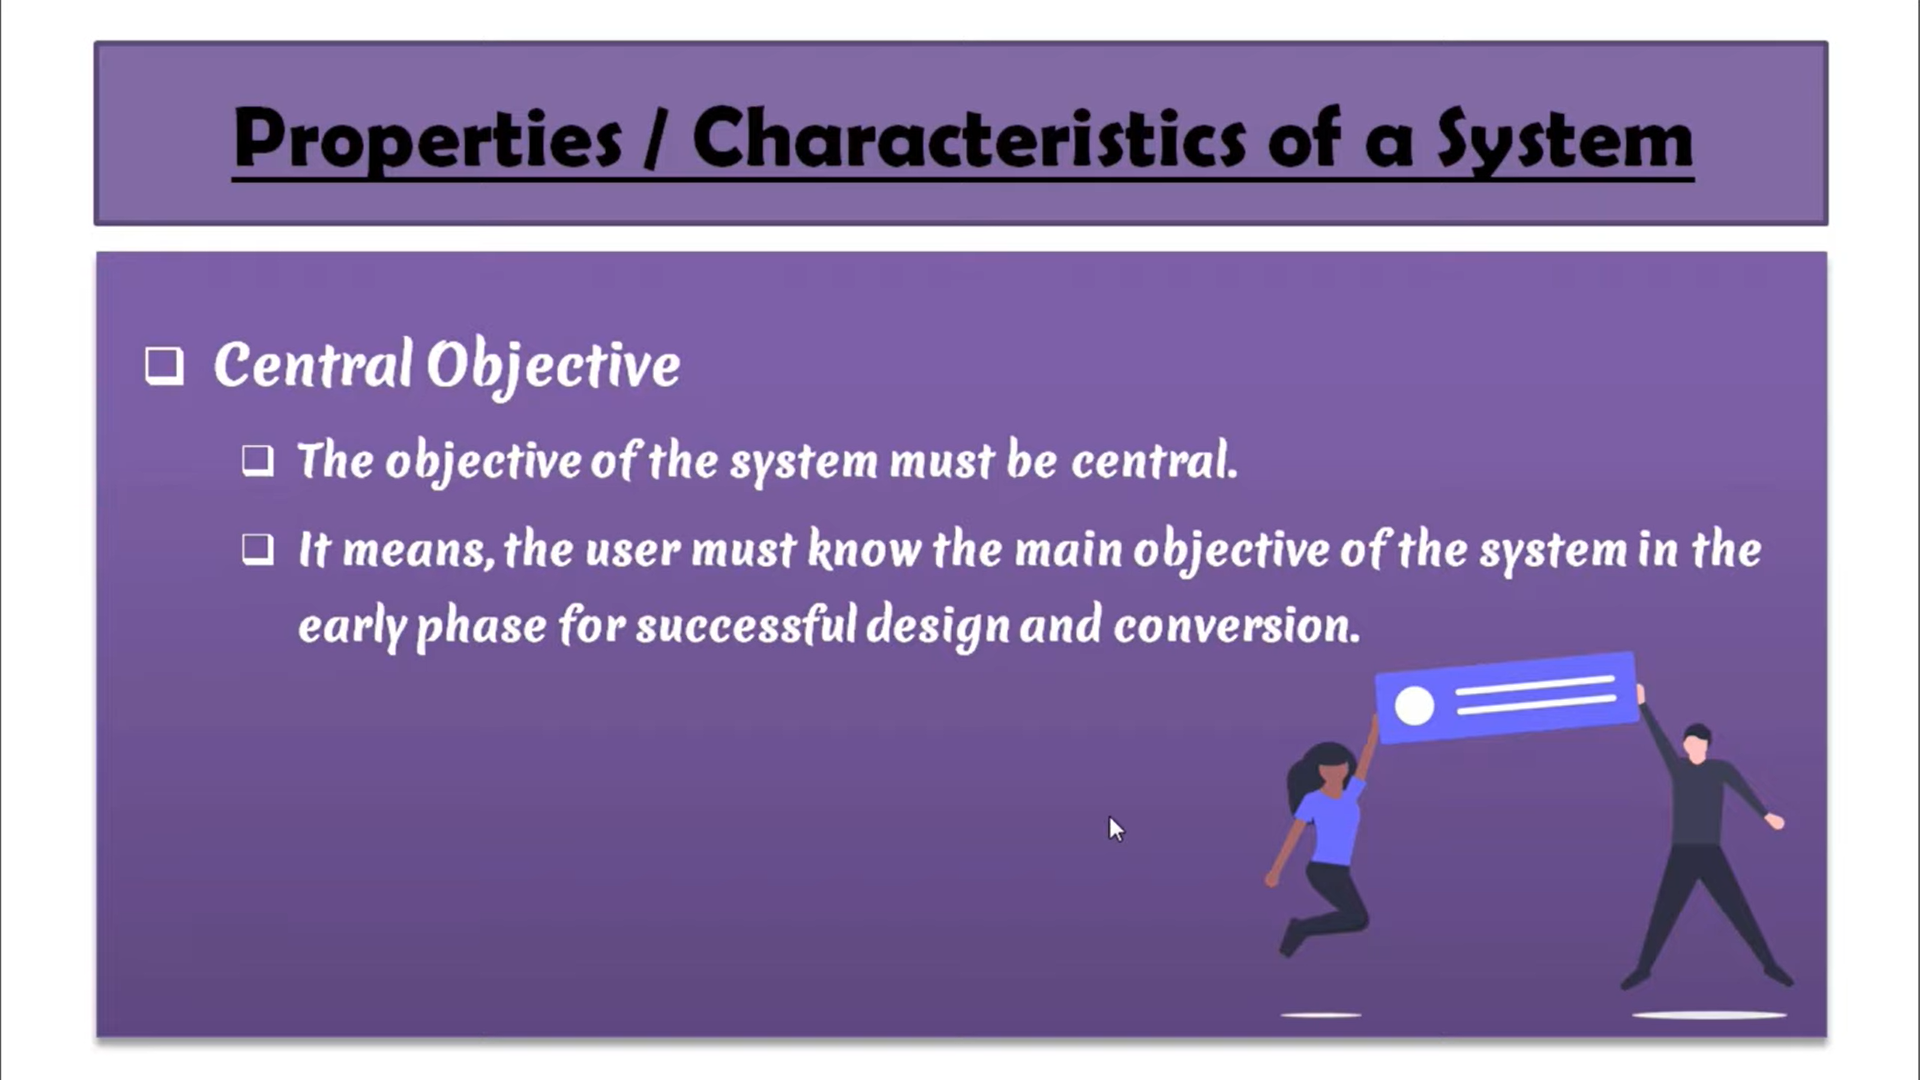 Properties / Characteristics of a System
Central Objective
The objective of the system must be central.
It means, the user must know the main objective of the system in the
early phase for successful design and conversion.